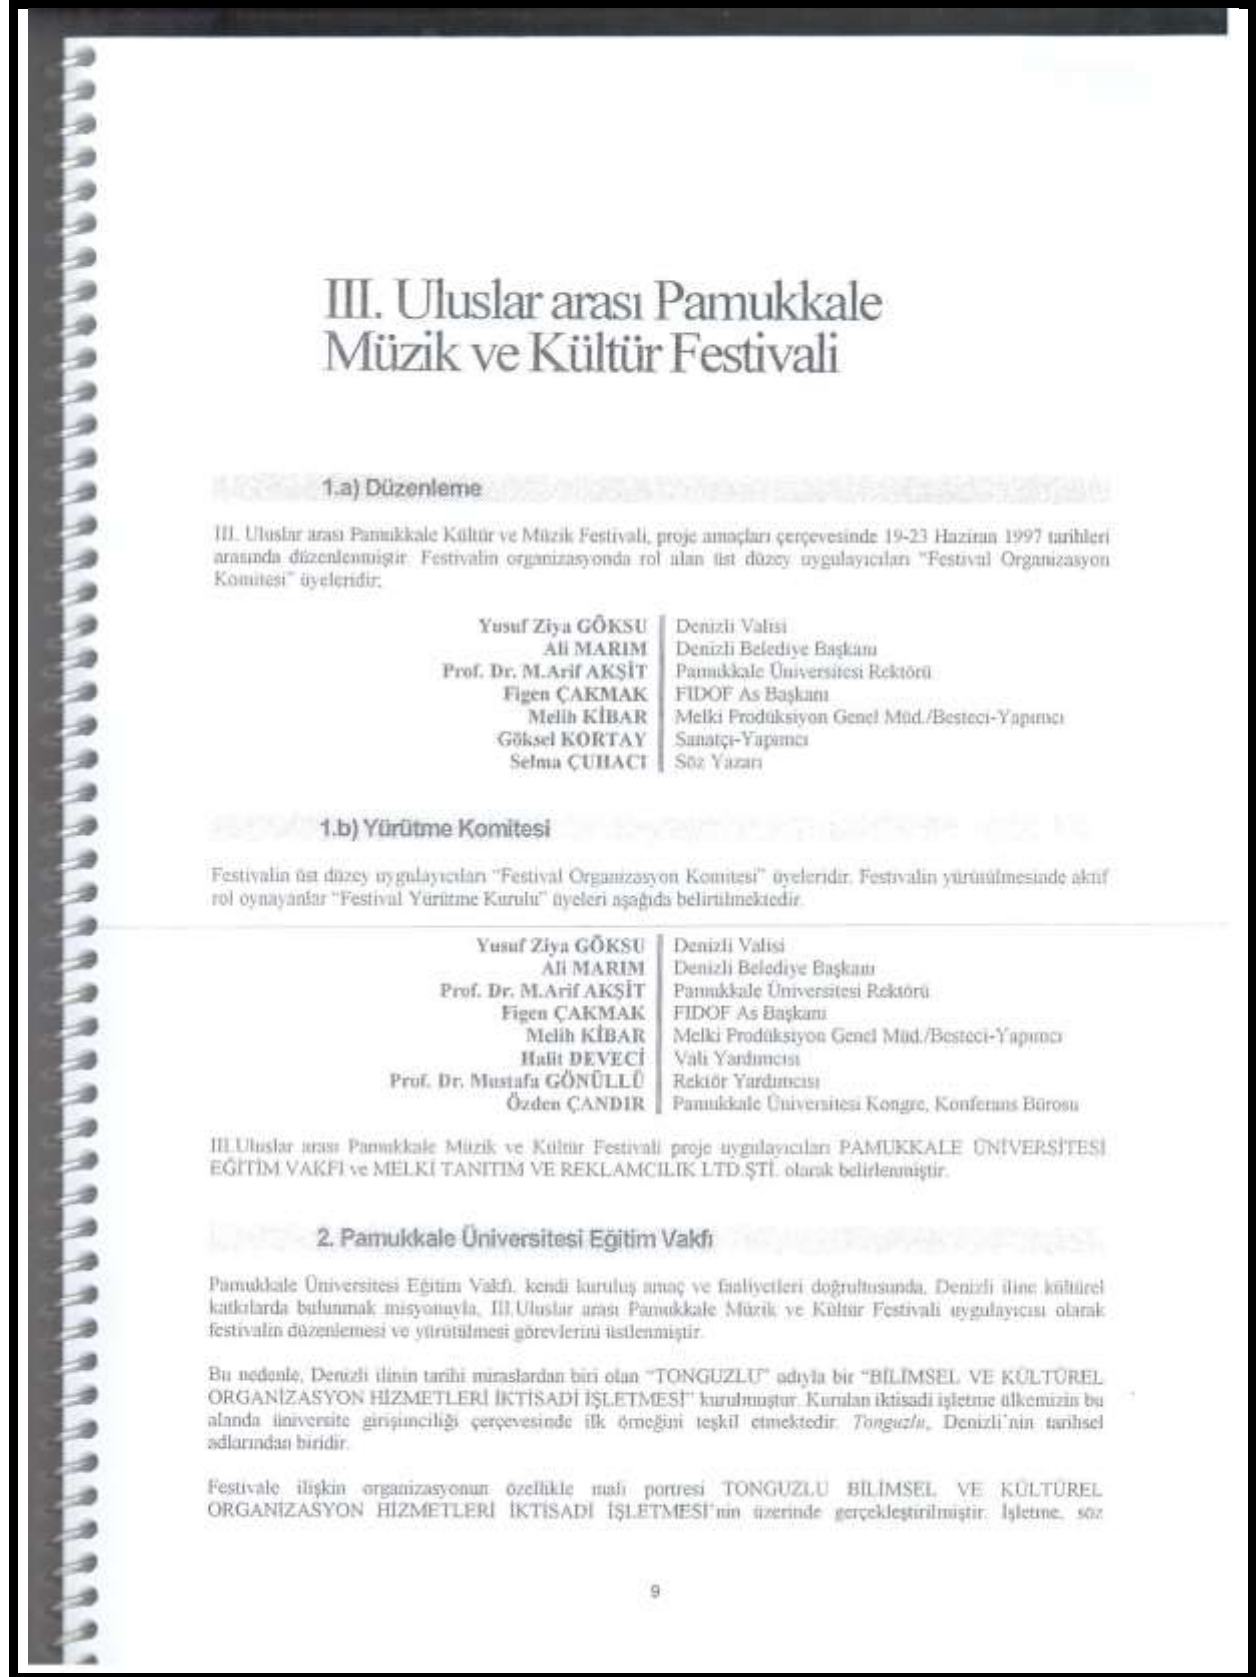 III. Uluslar arası Pamukkale
Müzik ve Kültür Festivali
1.a) Düzenleme
III. Uluslar arası Pamukkale Kültür ve Müzik Festivali, proje amaçları çerçevesinde 19-23 Haziran 1997 tarihleri
arasında düzenlenmiştir. Festivalin organizasyonda rol alan üst düzey uygulayıcıları "Festival Organizasyon
Komitesi" üyeleridir;
Yusuf Ziya GÖKSU Denizli Valisi
Ali MARIM Denizli Belediye Başkanı
Prof. Dr. M.Arif AKŞİT Pamukkale Üniversitesi Rektörü
Figen ÇAKMAK FIDOF As Başkanı
Melih KİBAR Melki Prodüksiyon Genel Müd./Besteci-Yapımcı
Göksel KORTAY Sanatçı-Yapımcı
Selma ÇUHACI Söz Yazarı
1.b) Yürütme Komitesi
Festivalin üst düzey uygulayıcıları "Festival Organizasyon Komitesi" üyeleridir. Festivalin yürütülmesinde aktif
rol oynayanlar "Festival Yürütme Kurulu" üyeleri aşağıda belirtilmektedir.
Yusuf Ziya GÖKSU Denizli Valisi
Ali MARIM Denizli Belediye Başkanı
Prof. Dr. M.Arif AKŞİT Pamukkale Üniversitesi Rektörü
Figen ÇAKMAK FIDOF As Başkanı
Melih KİBAR Melki Prodüksiyon Genel Müd./Besteci-Yapımcı
Halit DEVECİ Vali Yardımcısı
Prof. Dr. Mustafa GÖNÜLLÜ Rektör Yardımcısı
Özden ÇANDIR Pamukkale Üniversitesi Kongre, Konferans Bürosu
III.Uluslar arası Pamukkale Müzik ve Kültür Festivali proje uygulayıcıları PAMUKKALE ÜNİVERSİTESİ
EĞİTİM VAKFI ve MELKİ TANITIM VE REKLAMCILIK LTD.ŞTİ. olarak belirlenmiştir.
2. Pamukkale Üniversitesi Eğitim Vakfı
Pamukkale Üniversitesi Eğitim Vakfı, kendi kuruluş amaç ve faaliyetleri doğrultusunda, Denizli iline kültürel
katkılarda bulunmak misyonuyla, III.Uluslar arası Pamukkale Müzik ve Kültür Festivali uygulayıcısı olarak
festivalin düzenlemesi ve yürütülmesi görevlerini üstlenmiştir.
Bu nedenle, Denizli ilinin tarihi miraslardan biri olan "TONGUZLU" adıyla bir "BİLİMSEL VE KÜLTÜREL
ORGANİZASYON HİZMETLERİ İKTİSADİ İŞLETMESİ" kurulmuştur. Kurulan iktisadi işletme ülkemizin bu
alanda üniversite girişimciliği çerçevesinde ilk örneğini teşkil etmektedir. Tonguzlu, Denizli'nin tarihsel
adlarından biridir.
Festivale ilişkin organizasyonun özellikle mali portresi TONGUZLU BİLİMSEL VE KÜLTÜREL
ORGANİZASYON HİZMETLERİ İKTİSADİ İŞLETMESİ'nin üzerinde gerçekleştirilmiştir. İşletme, söz
9